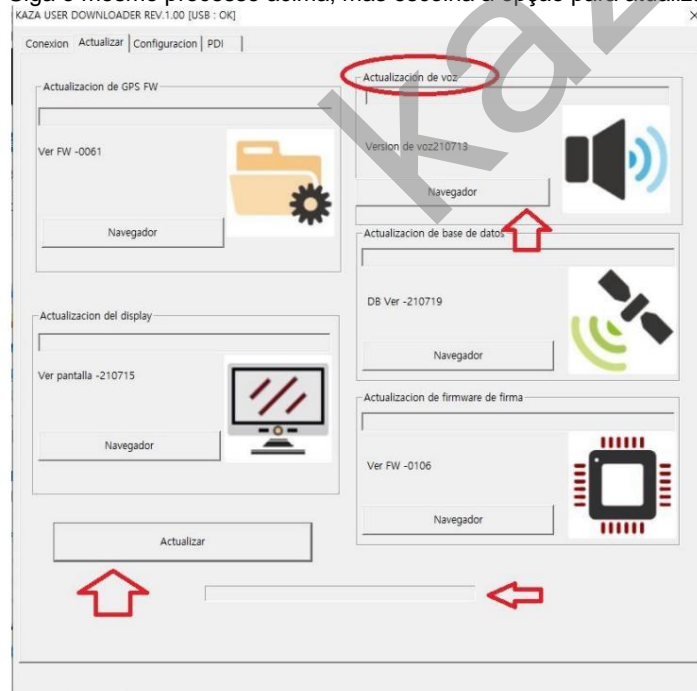 Siga o mesmo processo acima, mas escolha a opção para atualiz
KAZA USER DOWNLOADER REV.1.00 [USB : OK]
Conexion Actualizar Configuracion PDI
Actualizacion de GPS FW
Ver FW -0061
Navegador
Actualización de voz
Version de voz210713
Navegador
Actualizacion de base de datos
DB Ver -210719
Navegador
Actualizacion del display
Ver pantalla -210715
Navegador
Actualizacion de firmware de firma
Ver FW -0106
Navegador
Actualizar